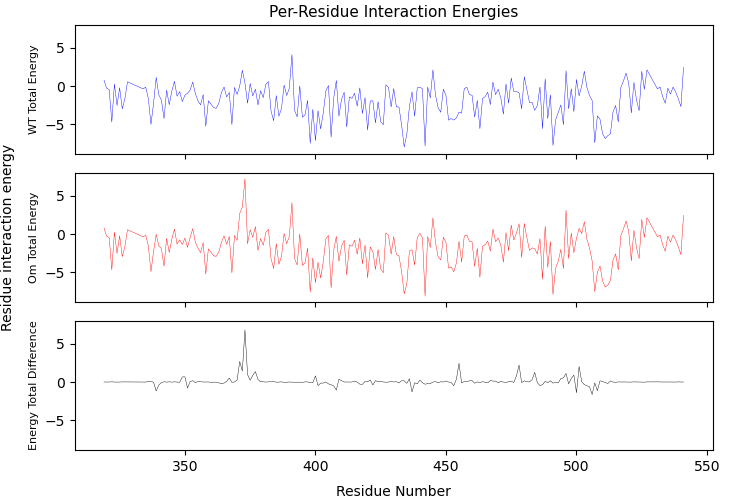 Per-Residue Interaction Energies
Residue interaction energy
WT Total Energy
5
0
−5
Om Total Energy
5
0
−5
Energy Total Difference
5
0
−5
350 400 450 500 550
Residue Number